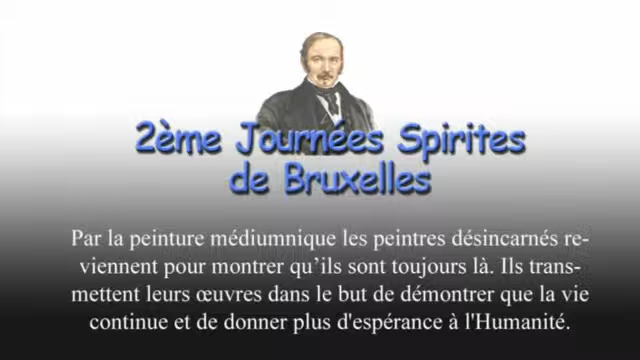 2ème Journées Spirites
de Bruxelles
Par la peinture médiumnique les peintres désincarnés re-
viennent pour montrer qu’ils sont toujours là. Ils trans-
mettent leurs œuvres dans le but de démontrer que la vie
continue et de donner plus d'espérance à l'Humanité.